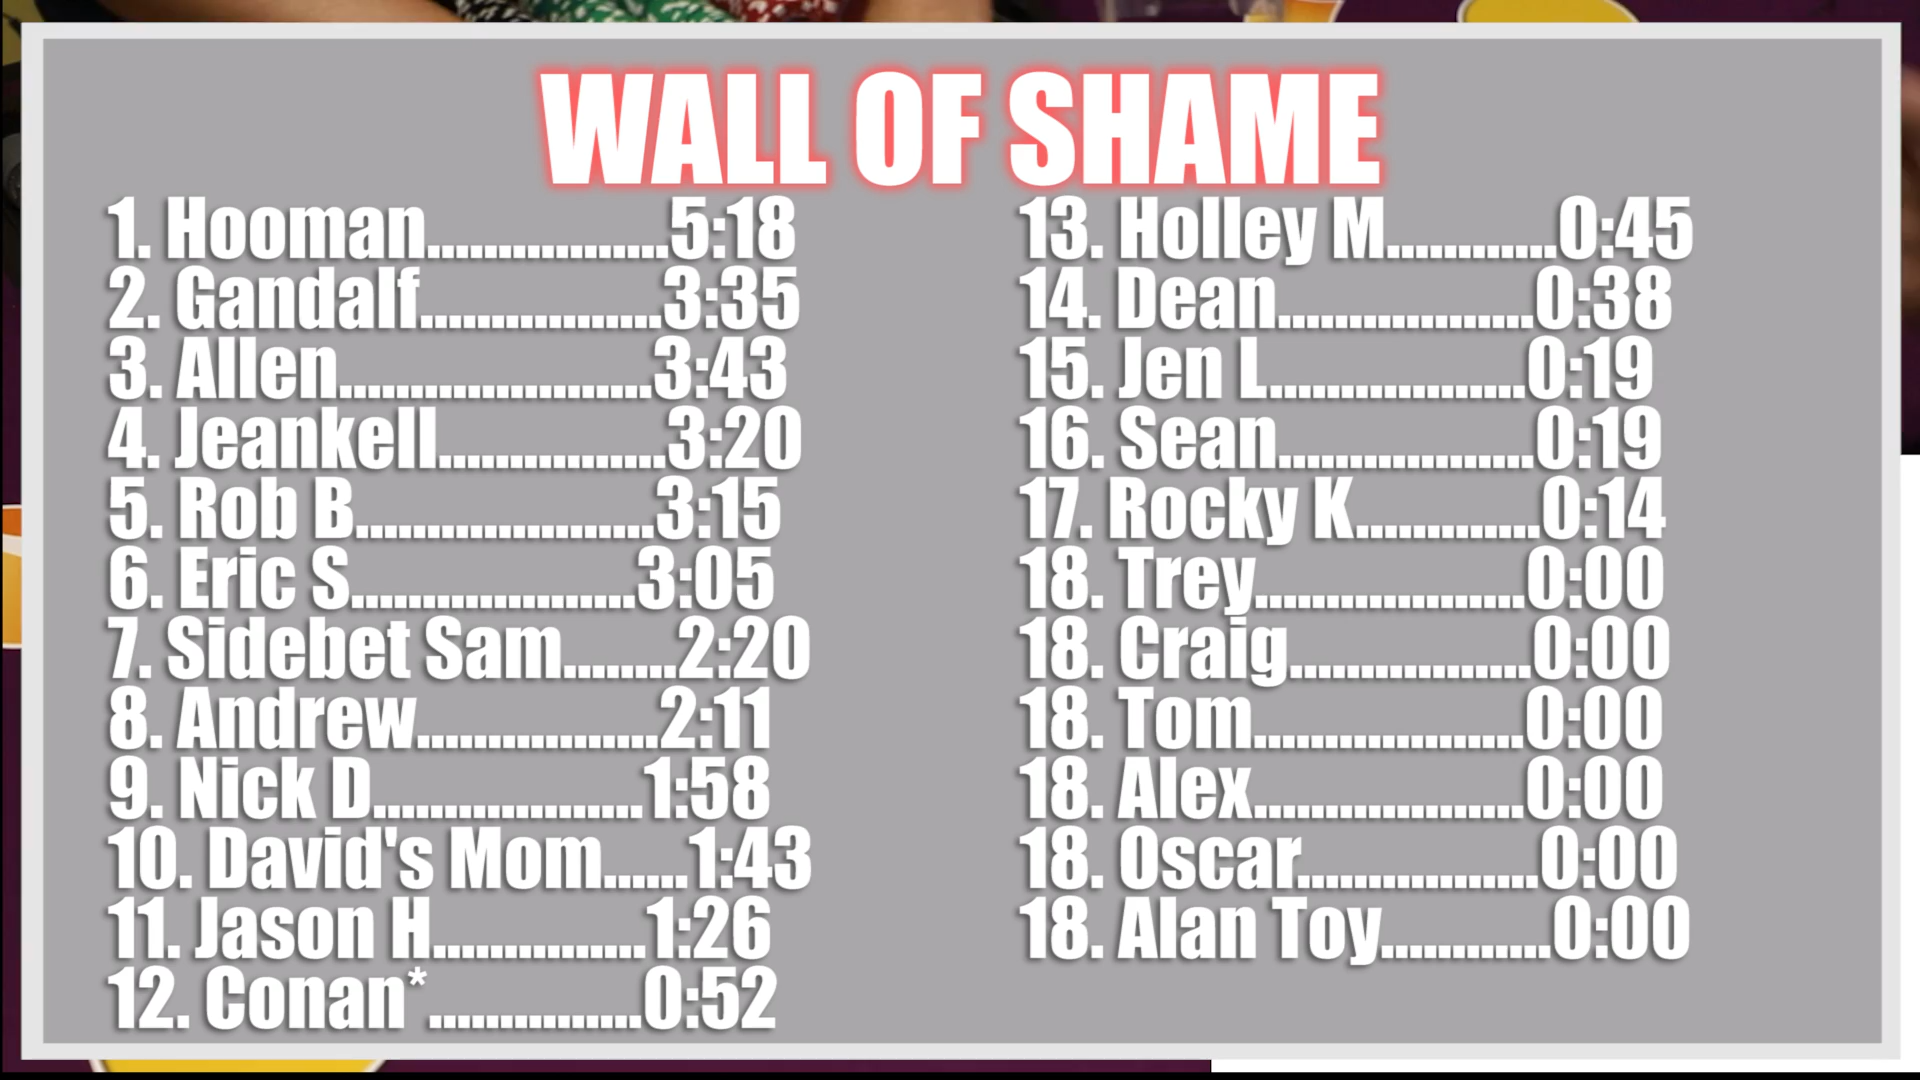 WALL OF SHAME
1. Hooman.................5:18
2. Gandalf.................3:35
3. Allen......................3:43
4. Jeankell................3:20
5. Rob B.....................3:15
6. Eric S....................3:05
7. Sidebet Sam........2:20
8. Andrew.................2:11
9. Nick D...................1:58
10. David's Mom......1:43
11. Jason H...............1:26
12. Conan*...............0:52
13. Holley M............0:45
14. Dean..................0:38
15. Jen L..................0:19
16. Sean..................0:19
17. Rocky K.............0:14
18. Trey...................0:00
18. Craig.................0:00
18. Tom...................0:00
18. Alex...................0:00
18. Oscar.................0:00
18. Alan Toy............0:00